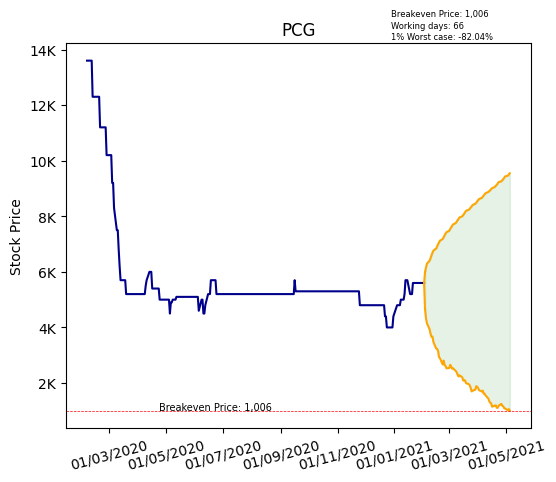 Breakeven Price: 1,006
Working days: 66
1% Worst case: -82.04%
PCG
14K
12K
10K
8K
6K
4K
2K
Stock Price
Breakeven Price: 1,006
01/03/2020
01/05/2020
01/07/2020
01/09/2020
01/11/2020
01/01/2021
01/03/2021
01/05/2021